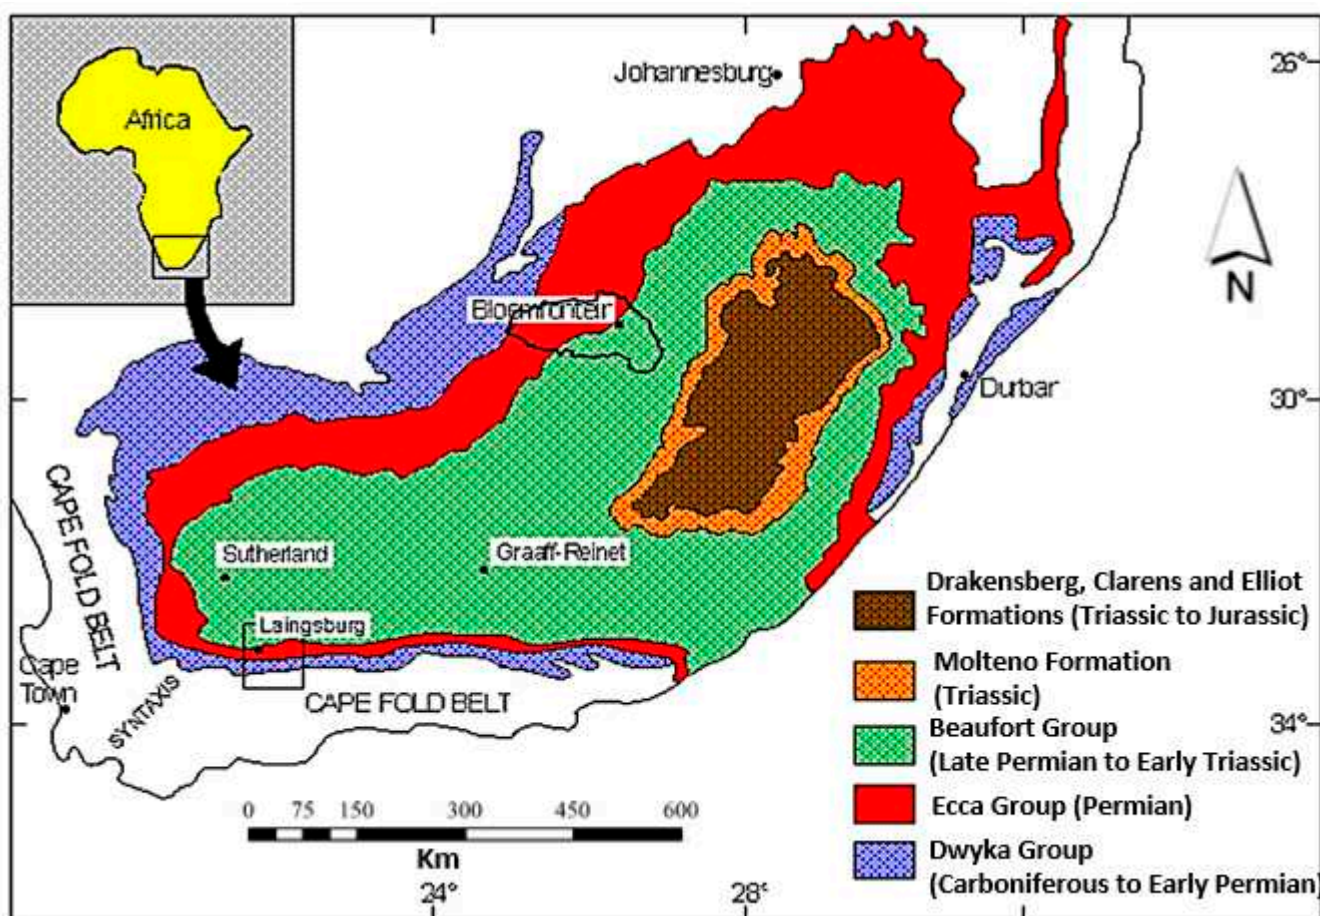 Africa
Johannesburg
26°
N
Bloemfonteir
Durbar
30°
CAPE FOLD BELT
Sutherland
Graaff-Reinet
Laingsburg
Cape
Town
SYNTAXIS
CAPE FOLD BELT
34°
Drakensberg, Clarens and Elliot
Formations (Triassic to Jurassic)
Molteno Formation
(Triassic)
Beaufort Group
(Late Permian to Early Triassic)
Ecca Group (Permian)
Dwyka Group
(Carboniferous to Early Permian)
0 75 150 300 450 600
Km
24° 28°